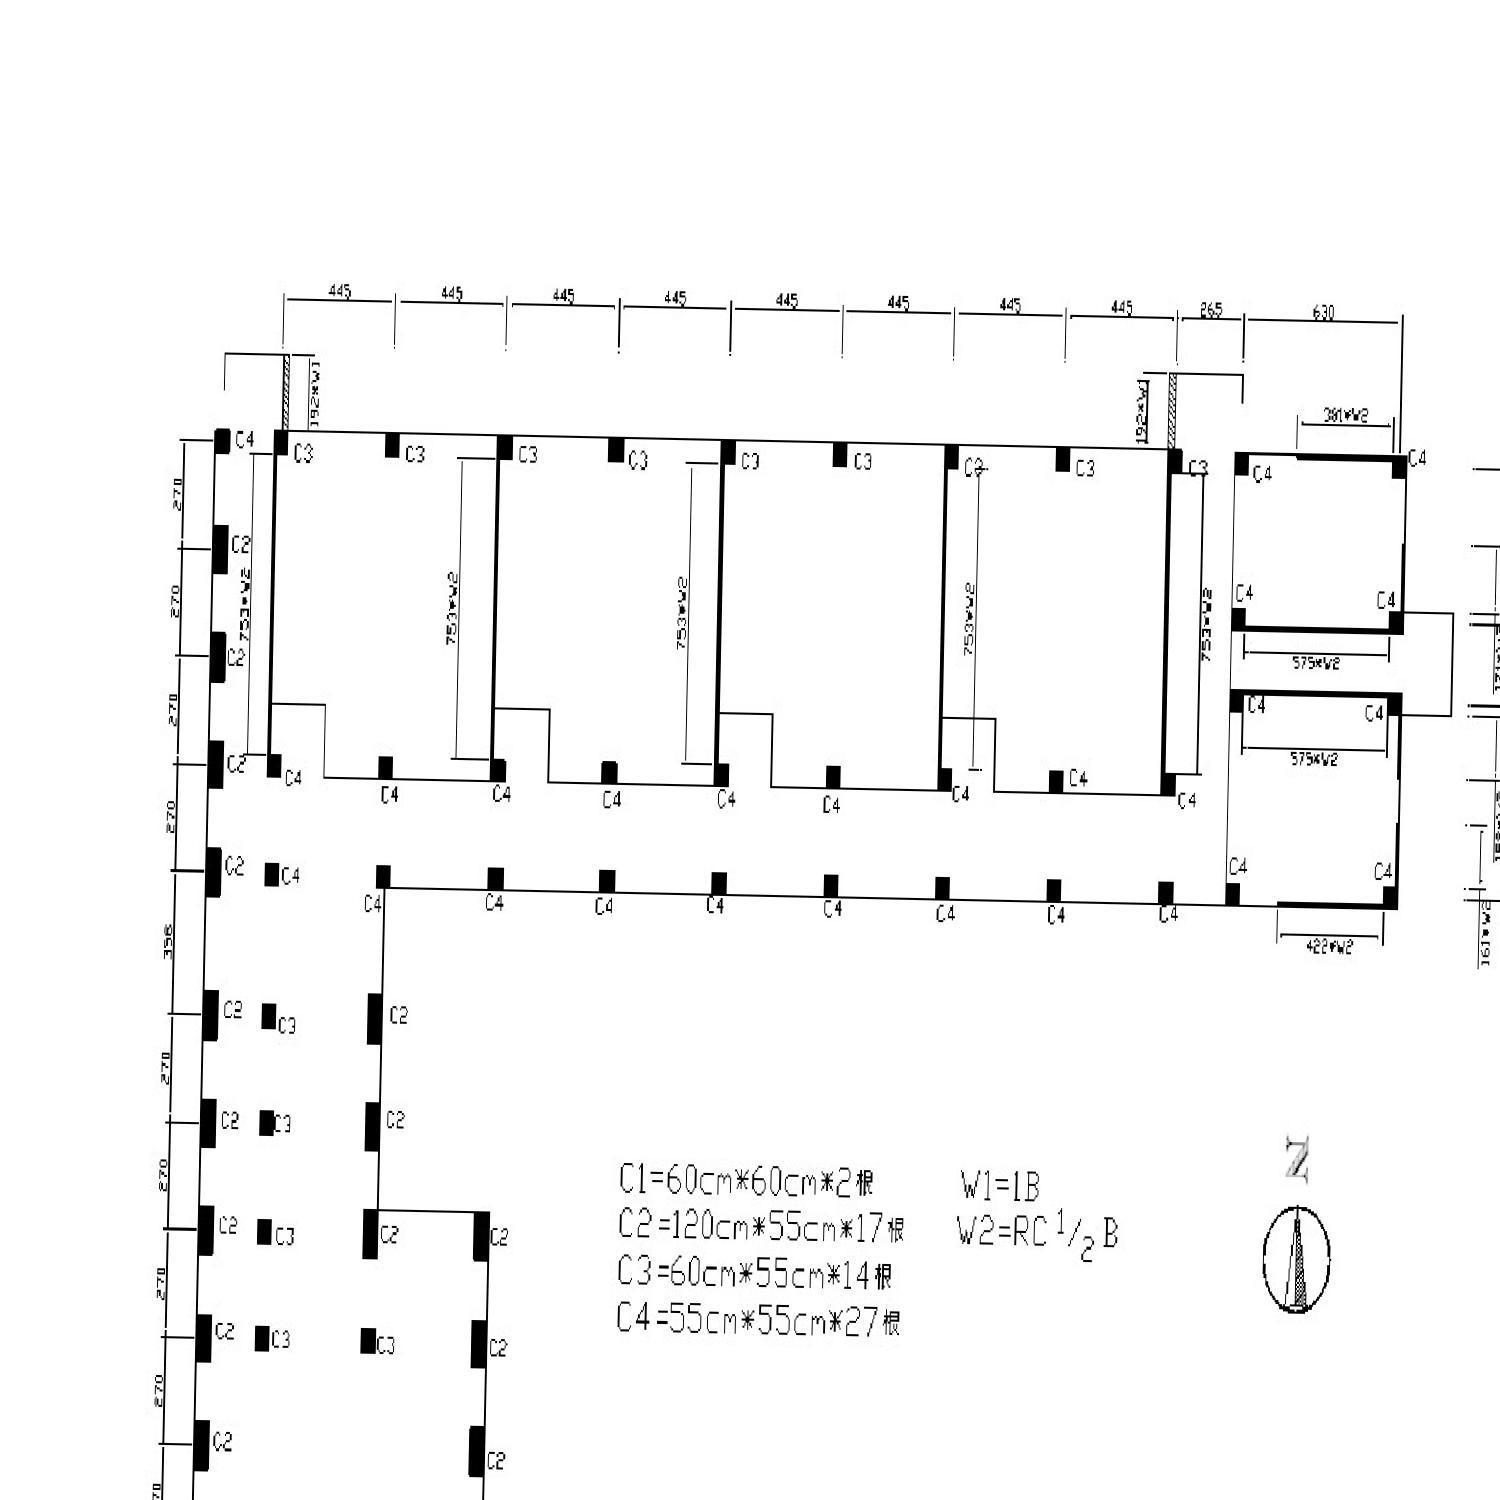 445 445 445 445 445 445 445 445 265 630
192*W1
192*W1
381*W2
C4 C3 C3 C3 C3 C3 C3 C3 C3 C3 C4 C4
270
C2
270
753*W2 753*W2 753*W2 753*W2 753*W2
C4 C4
C2
575*W2
270
C4 C4
C2
575*W2
C4 C4 C4 C4 C4 C4 C4 C4 C4
270
C2 C4 C4 C4
C4 C4 C4 C4 C4 C4 C4 C4
356
422*W2
161*W2
C2 C3 C2
270
C2 C3 C2
270
C2 C3 C2 C2
270
C2 C3 C3 C2
270
C2 C2
C1=60cm*60cm*2根
C2=120cm*55cm*17根
C3=60cm*55cm*14根
C4=55cm*55cm*27根
W1=1B
W2=RC 1/2 B
N